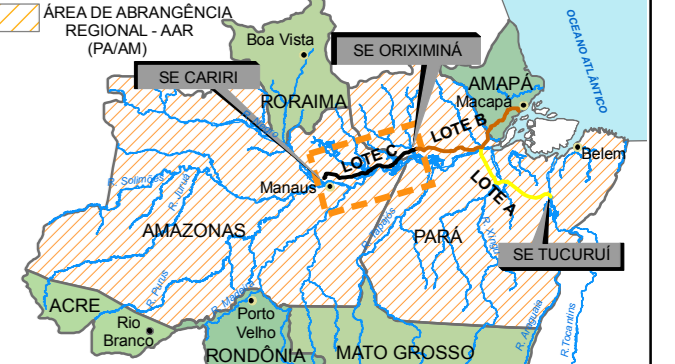 ÁREA DE ABRANGÊNCIA
REGIONAL - AAR
(PA/AM)
OCEANO ATLÂNTICO
Boa Vista
SE ORIXIMINÁ
SE CARIRI
AMAPÁ
Macapá
RORAIMA
LOTE B
LOTE C
Belem
R. Solimões
R. Juruá
Manaus
LOTE A
R. Tapajós
R. Xingu
AMAZONAS
PARÁ
SE TUCURUÍ
R. Purus
R. Madeira
R. Araguaia
R. Tocantins
ACRE
Rio
Branco
Porto
Velho
RONDÔNIA
MATO GROSSO